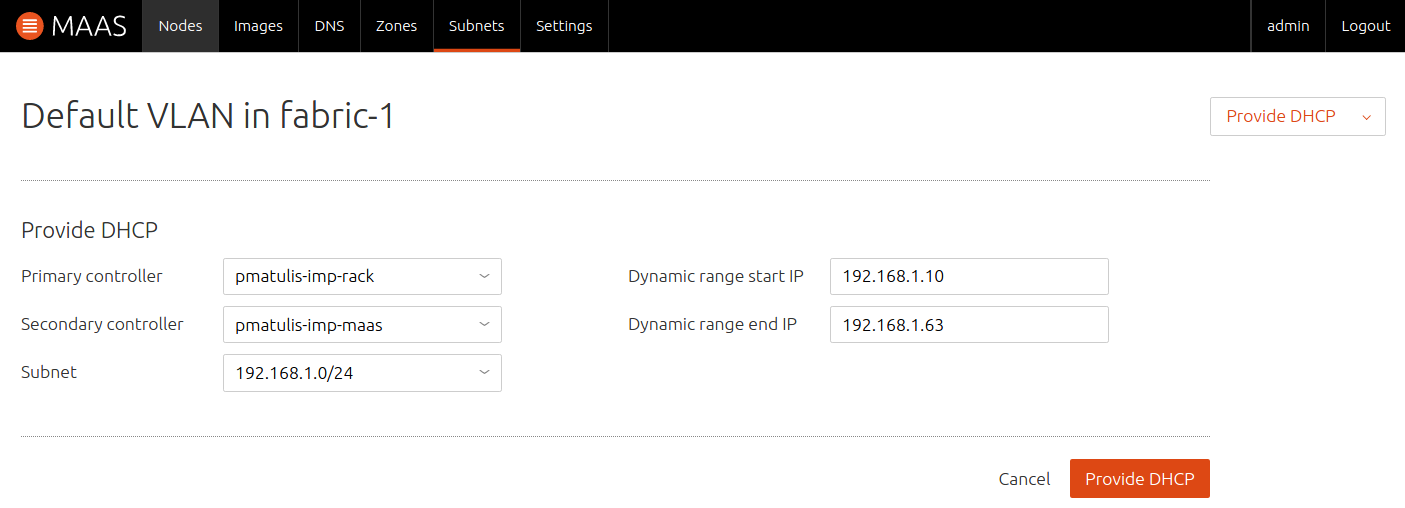 MAAS Nodes Images DNS Zones Subnets Settings admin Logout
Default VLAN in fabric-1 Provide DHCP
Provide DHCP
Primary controller pmatulis-imp-rack Dynamic range start IP 192.168.1.10
Secondary controller pmatulis-imp-maas Dynamic range end IP 192.168.1.63
Subnet 192.168.1.0/24
Cancel Provide DHCP